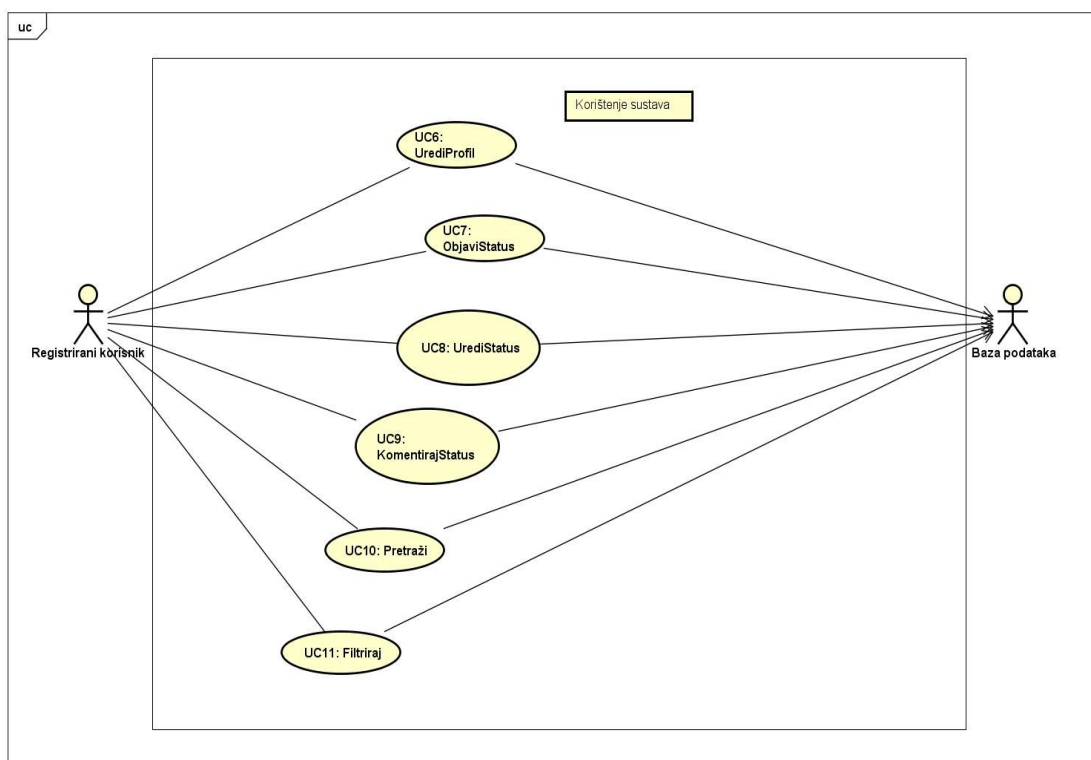 uc
Korištenje sustava
UC6:
UrediProfil
UC7:
ObjaviStatus
Registrirani korisnik
UC8: UrediStatus
Baza podataka
UC9:
KomentirajStatus
UC10: Pretraži
UC11: Filtriraj